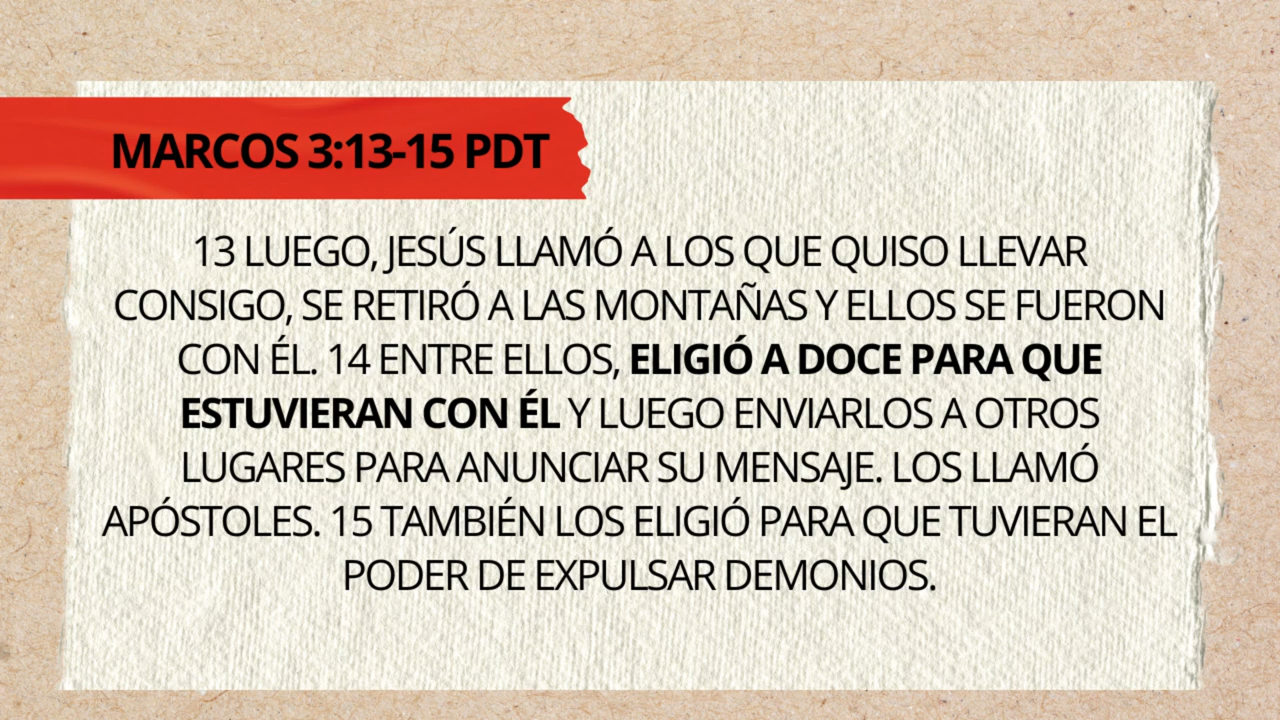 MARCOS 3:13-15 PDT
13 LUEGO, JESÚS LLAMÓ A LOS QUE QUISO LLEVAR
CONSIGO, SE RETIRÓ A LAS MONTAÑAS Y ELLOS SE FUERON
CON ÉL. 14 ENTRE ELLOS, ELIGIÓ A DOCE PARA QUE
ESTUVIERAN CON ÉL Y LUEGO ENVIARLOS A OTROS
LUGARES PARA ANUNCIAR SU MENSAJE. LOS LLAMÓ
APÓSTOLES. 15 TAMBIÉN LOS ELIGIÓ PARA QUE TUVIERAN EL
PODER DE EXPULSAR DEMONIOS.